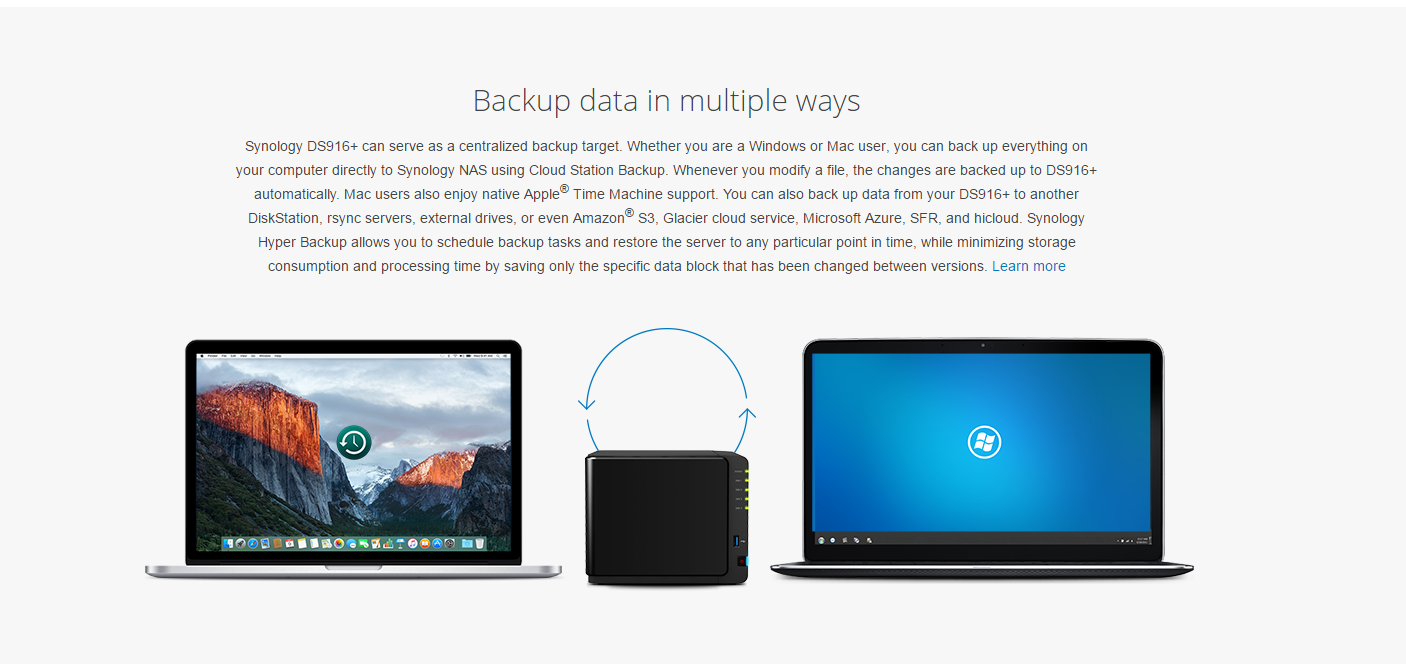 Backup data in multiple ways
Synology DS916+ can serve as a centralized backup target. Whether you are a Windows or Mac user, you can back up everything on
your computer directly to Synology NAS using Cloud Station Backup. Whenever you modify a file, the changes are backed up to DS916+
automatically. Mac users also enjoy native Apple® Time Machine support. You can also back up data from your DS916+ to another
DiskStation, rsync servers, external drives, or even Amazon® S3, Glacier cloud service, Microsoft Azure, SFR, and hicloud. Synology
Hyper Backup allows you to schedule backup tasks and restore the server to any particular point in time, while minimizing storage
consumption and processing time by saving only the specific data block that has been changed between versions. Learn more